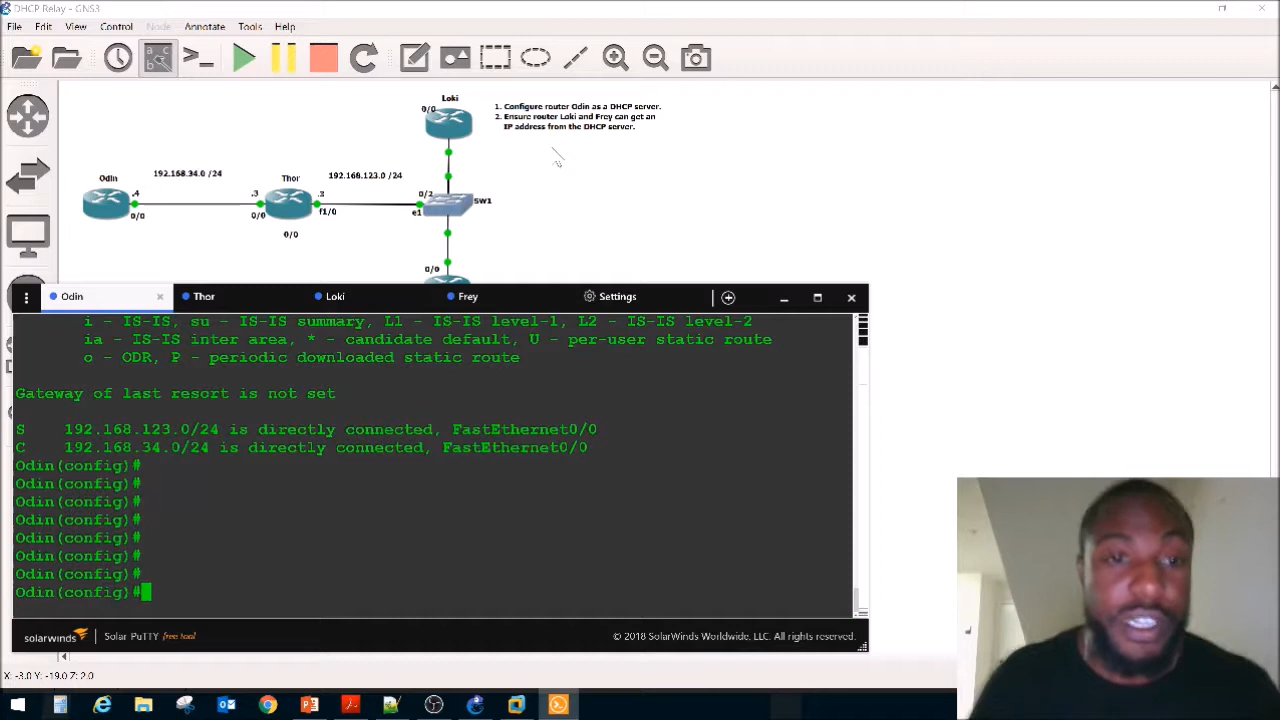 DHCP Relay - GNS3
File Edit View Control Node Annotate Tools Help
Loki
0/0
1. Configure router Odin as a DHCP server.
2. Ensure router Loki and Frey can get an
IP address from the DHCP server.
192.168.34.0 /24
192.168.123.0 /24
Odin
Thor
.4
.3
.3
0/2
SW1
0/0
0/0
f1/0
e1
0/0
0/0
Odin
Thor
Loki
Frey
Settings
i - IS-IS, su - IS-IS summary, L1 - IS-IS level-1, L2 - IS-IS level-2
ia - IS-IS inter area, * - candidate default, U - per-user static route
o - ODR, P - periodic downloaded static route
Gateway of last resort is not set
S 192.168.123.0/24 is directly connected, FastEthernet0/0
C 192.168.34.0/24 is directly connected, FastEthernet0/0
Odin(config)#
Odin(config)#
Odin(config)#
Odin(config)#
Odin(config)#
Odin(config)#
Odin(config)#
Odin(config)#
solarwinds Solar PuTTY [free tool]
© 2018 SolarWinds Worldwide, LLC. All rights reserved.
X: -3.0 Y: -19.0 Z: 2.0